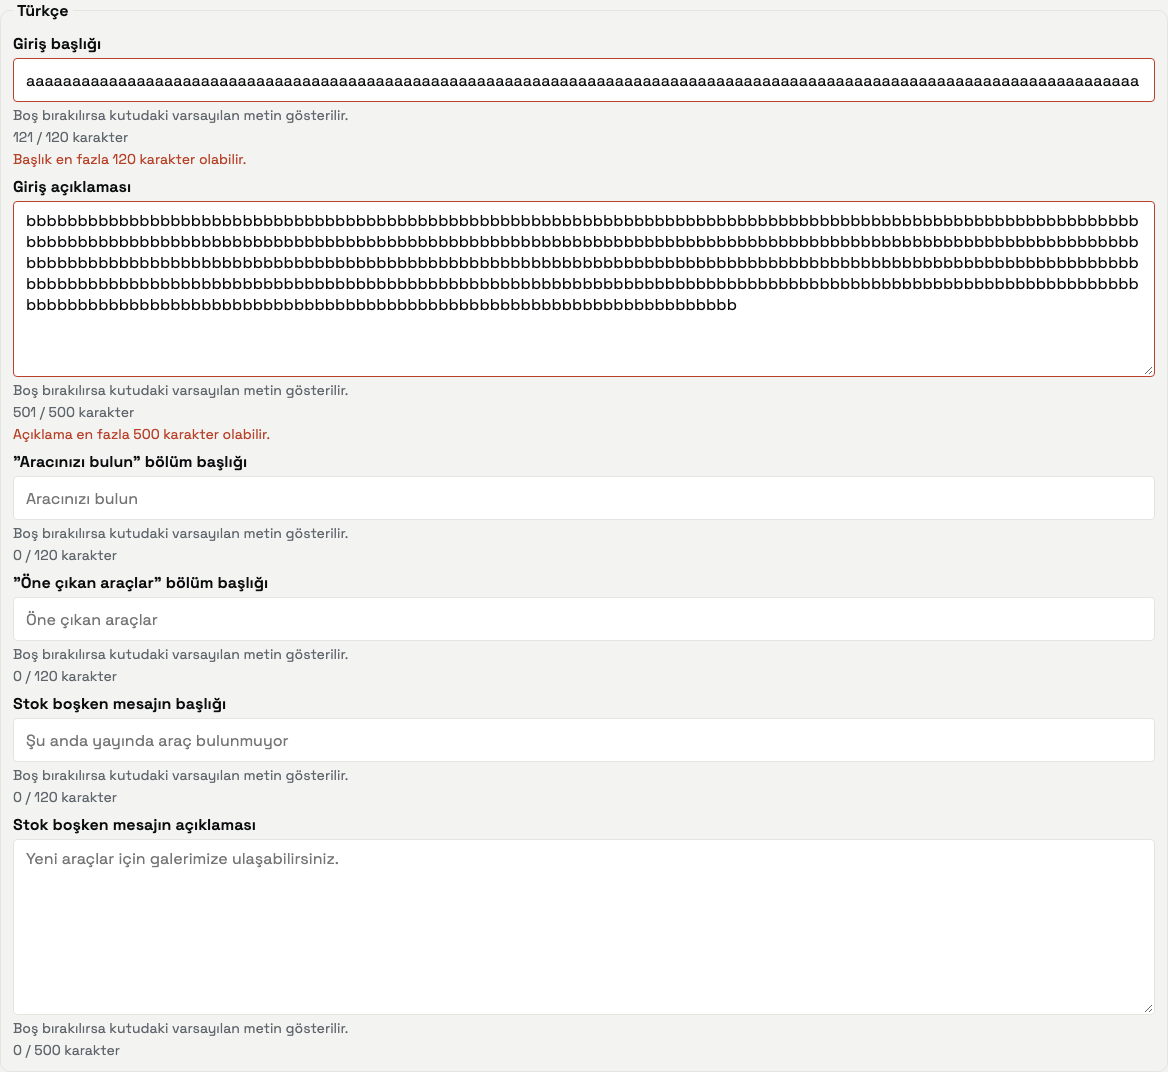 Türkçe
Giriş başlığı
aaaaaaaaaaaaaaaaaaaaaaaaaaaaaaaaaaaaaaaaaaaaaaaaaaaaaaaaaaaaaaaaaaaaaaaaaaaaaaaaaaaaaaaaaaaaaaaaaaaaaaaaaaaaaaaaaaaaaaaaa
Boş bırakılırsa kutudaki varsayılan metin gösterilir.
121 / 120 karakter
Başlık en fazla 120 karakter olabilir.
Giriş açıklaması
bbbbbbbbbbbbbbbbbbbbbbbbbbbbbbbbbbbbbbbbbbbbbbbbbbbbbbbbbbbbbbbbbbbbbbbbbbbbbbbbbbbbbbbbbbbbbbbbbbbbbbbbbbbb
bbbbbbbbbbbbbbbbbbbbbbbbbbbbbbbbbbbbbbbbbbbbbbbbbbbbbbbbbbbbbbbbbbbbbbbbbbbbbbbbbbbbbbbbbbbbbbbbbbbbbbbbbbbb
bbbbbbbbbbbbbbbbbbbbbbbbbbbbbbbbbbbbbbbbbbbbbbbbbbbbbbbbbbbbbbbbbbbbbbbbbbbbbbbbbbbbbbbbbbbbbbbbbbbbbbbbbbbb
bbbbbbbbbbbbbbbbbbbbbbbbbbbbbbbbbbbbbbbbbbbbbbbbbbbbbbbbbbbbbbbbbbbbbbbbbbbbbbbbbbbbbbbbbbbbbbbbbbbbbbbbbbbb
bbbbbbbbbbbbbbbbbbbbbbbbbbbbbbbbbbbbbbbbbbbbbbbbbbbbbbbbbbbbbbbbbbbbb
Boş bırakılırsa kutudaki varsayılan metin gösterilir.
501 / 500 karakter
Açıklama en fazla 500 karakter olabilir.
”Aracınızı bulun” bölüm başlığı
Aracınızı bulun
Boş bırakılırsa kutudaki varsayılan metin gösterilir.
0 / 120 karakter
”Öne çıkan araçlar” bölüm başlığı
Öne çıkan araçlar
Boş bırakılırsa kutudaki varsayılan metin gösterilir.
0 / 120 karakter
Stok boşken mesajın başlığı
Şu anda yayında araç bulunmuyor
Boş bırakılırsa kutudaki varsayılan metin gösterilir.
0 / 120 karakter
Stok boşken mesajın açıklaması
Yeni araçlar için galerimize ulaşabilirsiniz.
Boş bırakılırsa kutudaki varsayılan metin gösterilir.
0 / 500 karakter